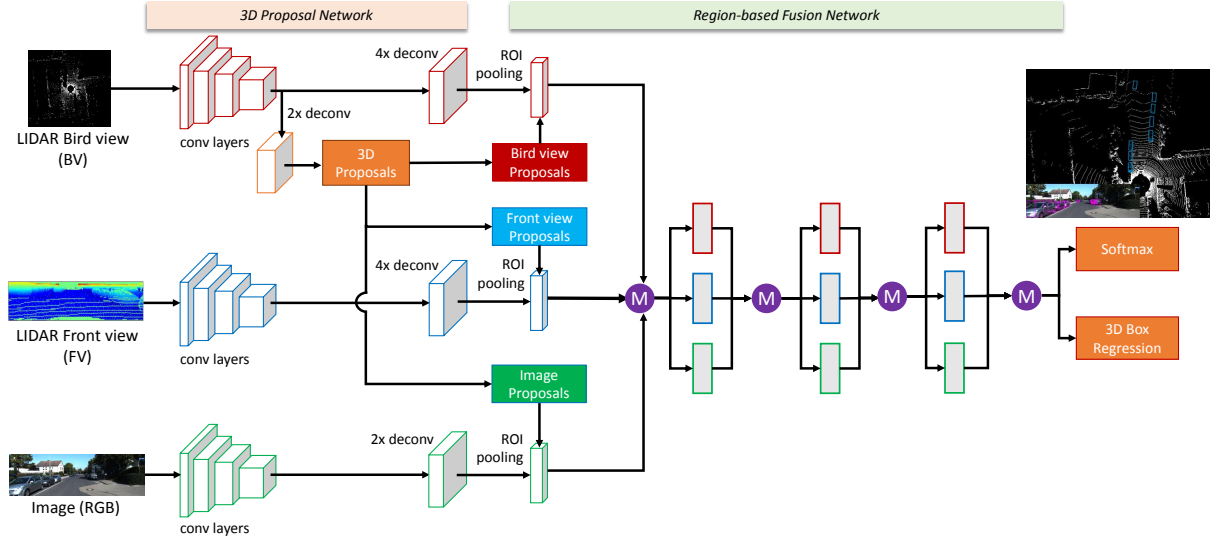 3D Proposal Network
Region-based Fusion Network
4x deconv
ROI
pooling
2x deconv
LIDAR Bird view
(BV)
conv layers
3D
Proposals
Bird view
Proposals
Front view
Proposals
4x deconv
ROI
pooling
LIDAR Front view
(FV)
conv layers
M
M
M
M
Softmax
3D Box
Regression
Image
Proposals
2x deconv
ROI
pooling
Image (RGB)
conv layers